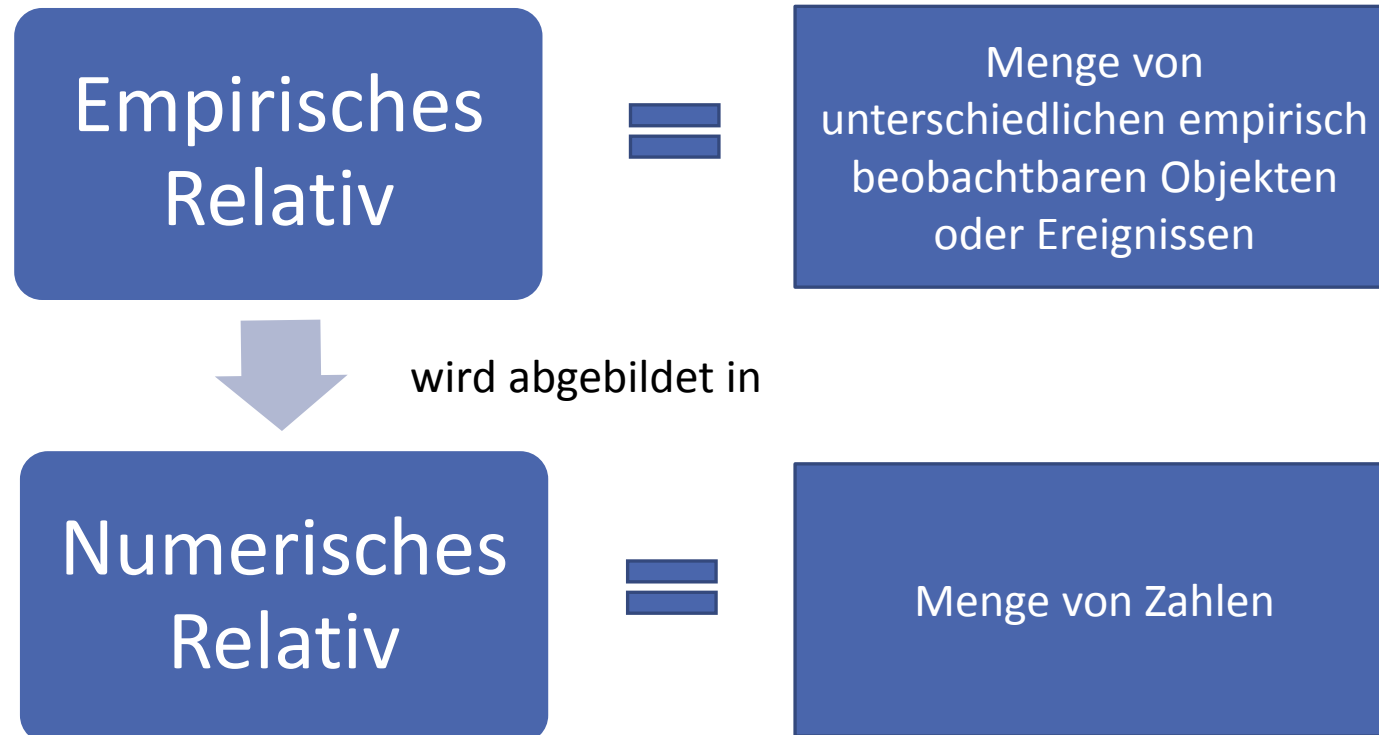 Empirisches
Relativ
Menge von
unterschiedlichen empirisch
beobachtbaren Objekten
oder Ereignissen
wird abgebildet in
Numerisches
Relativ
Menge von Zahlen